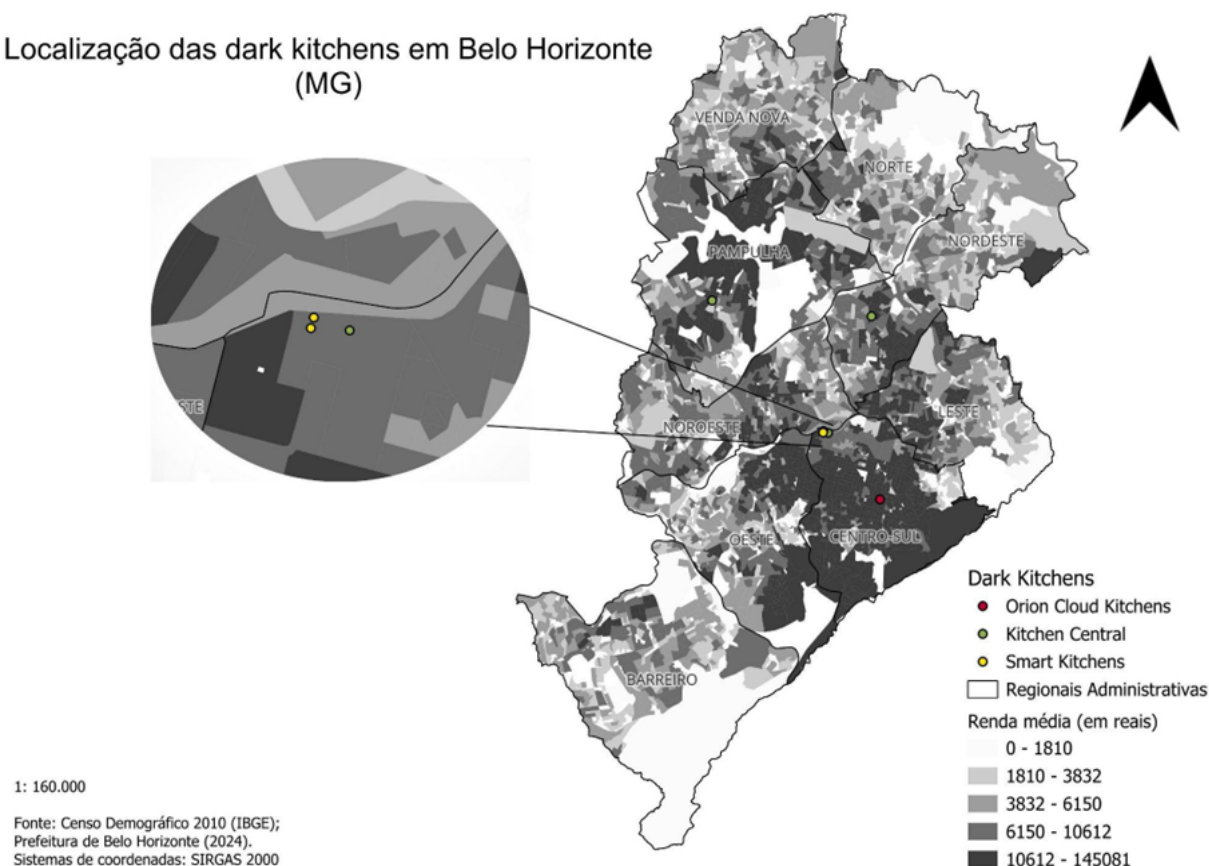 Localização das dark kitchens em Belo Horizonte
(MG)
VENDA NOVA
NORTE
NORDESTE
PAMPULHA
STE
LESTE
NOROESTE
OESTE
CENTRO-SUL
BARREIRO
Dark Kitchens
Orion Cloud Kitchens
Kitchen Central
Smart Kitchens
Regionais Administrativas
Renda média (em reais)
0 - 1810
1810 - 3832
3832 - 6150
6150 - 10612
10612 - 145081
1: 160.000
Fonte: Censo Demográfico 2010 (IBGE);
Prefeitura de Belo Horizonte (2024).
Sistemas de coordenadas: SIRGAS 2000